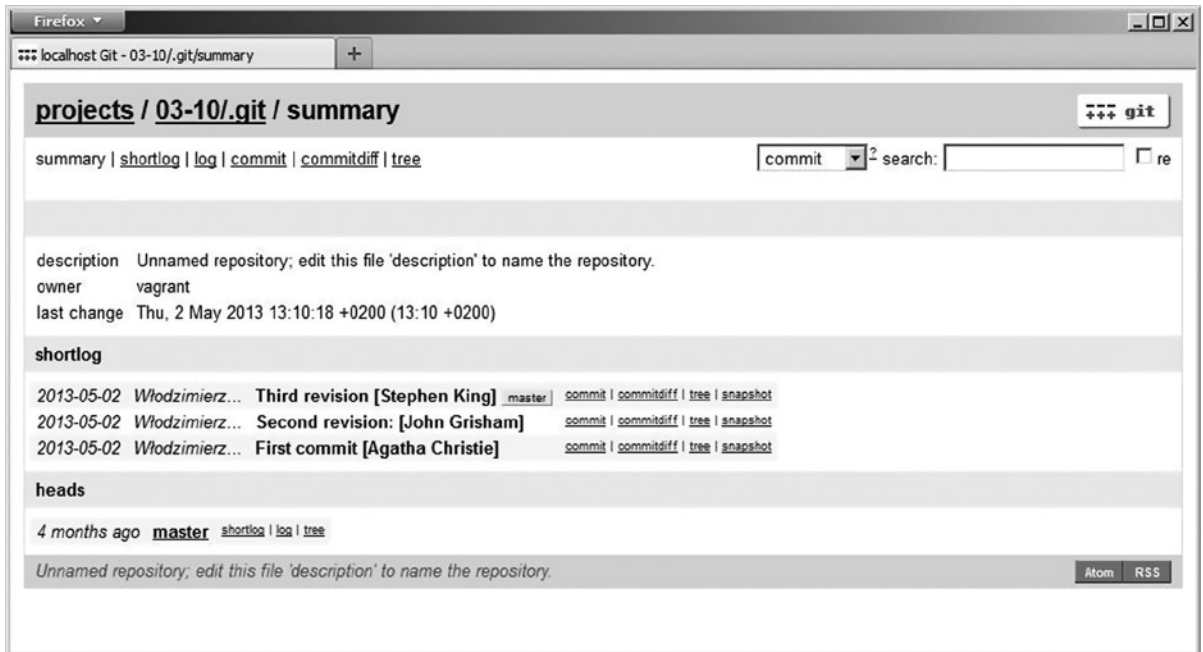 Firefox
localhost Git - 03-10/.git/summary
projects / 03-10/.git / summary
git
summary | shortlog | log | commit | commitdiff | tree
commit ? search: re
description Unnamed repository; edit this file 'description' to name the repository.
owner vagrant
last change Thu, 2 May 2013 13:10:18 +0200 (13:10 +0200)
shortlog
2013-05-02 Włodzimierz... Third revision [Stephen King] master commit | commitdiff | tree | snapshot
2013-05-02 Włodzimierz... Second revision: [John Grisham] commit | commitdiff | tree | snapshot
2013-05-02 Włodzimierz... First commit [Agatha Christie] commit | commitdiff | tree | snapshot
heads
4 months ago master shortlog | log | tree
Unnamed repository; edit this file 'description' to name the repository.
Atom RSS